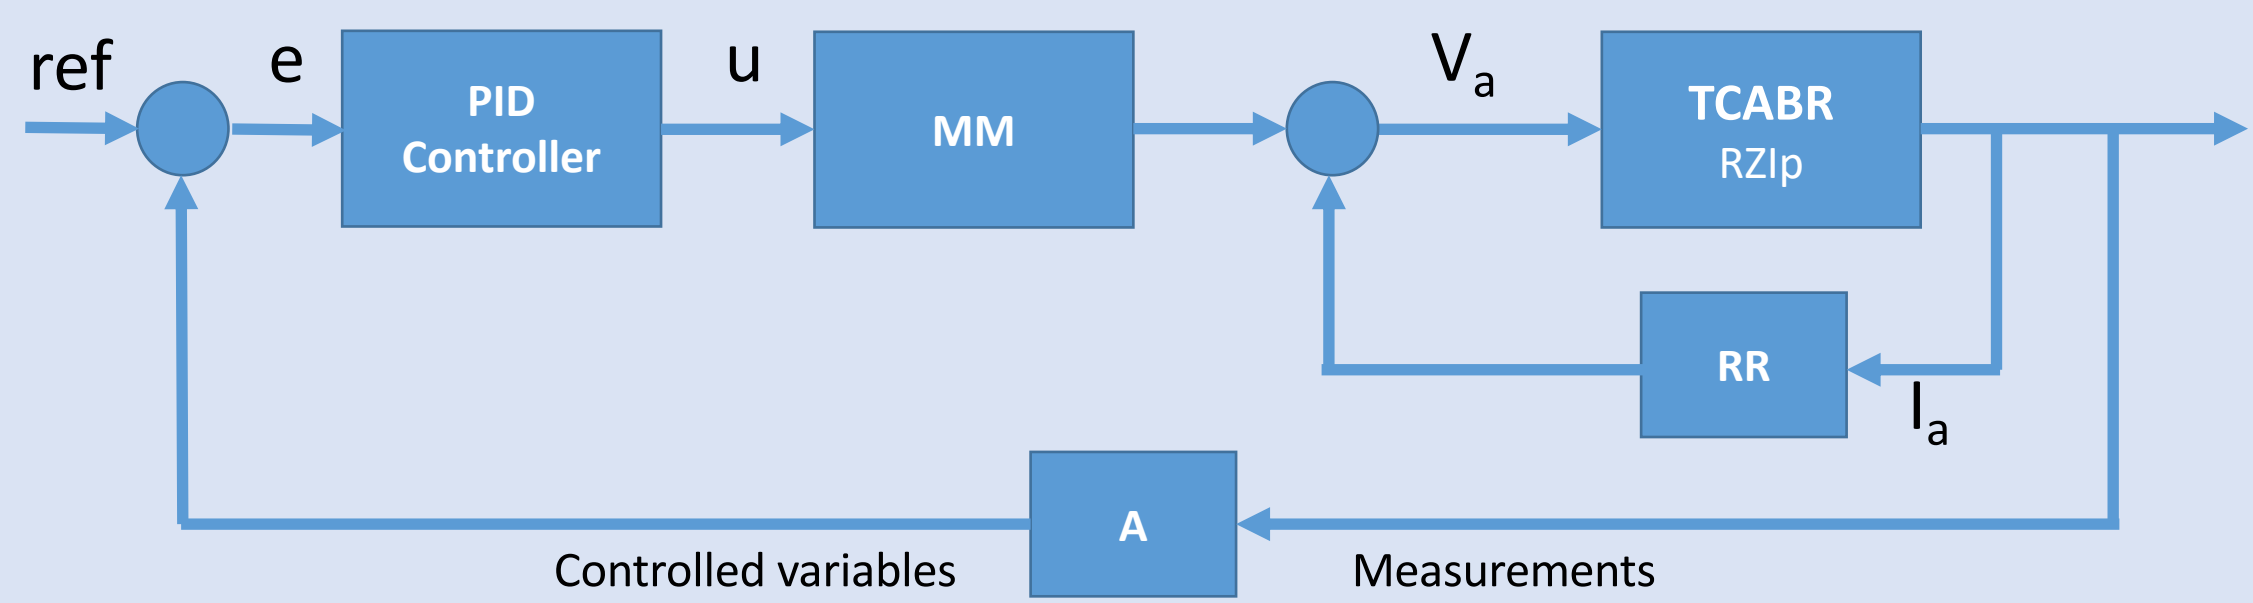 ref
e
PID
Controller
u
MM
Va
TCABR
RZIp
RR
Ia
A
Controlled variables
Measurements